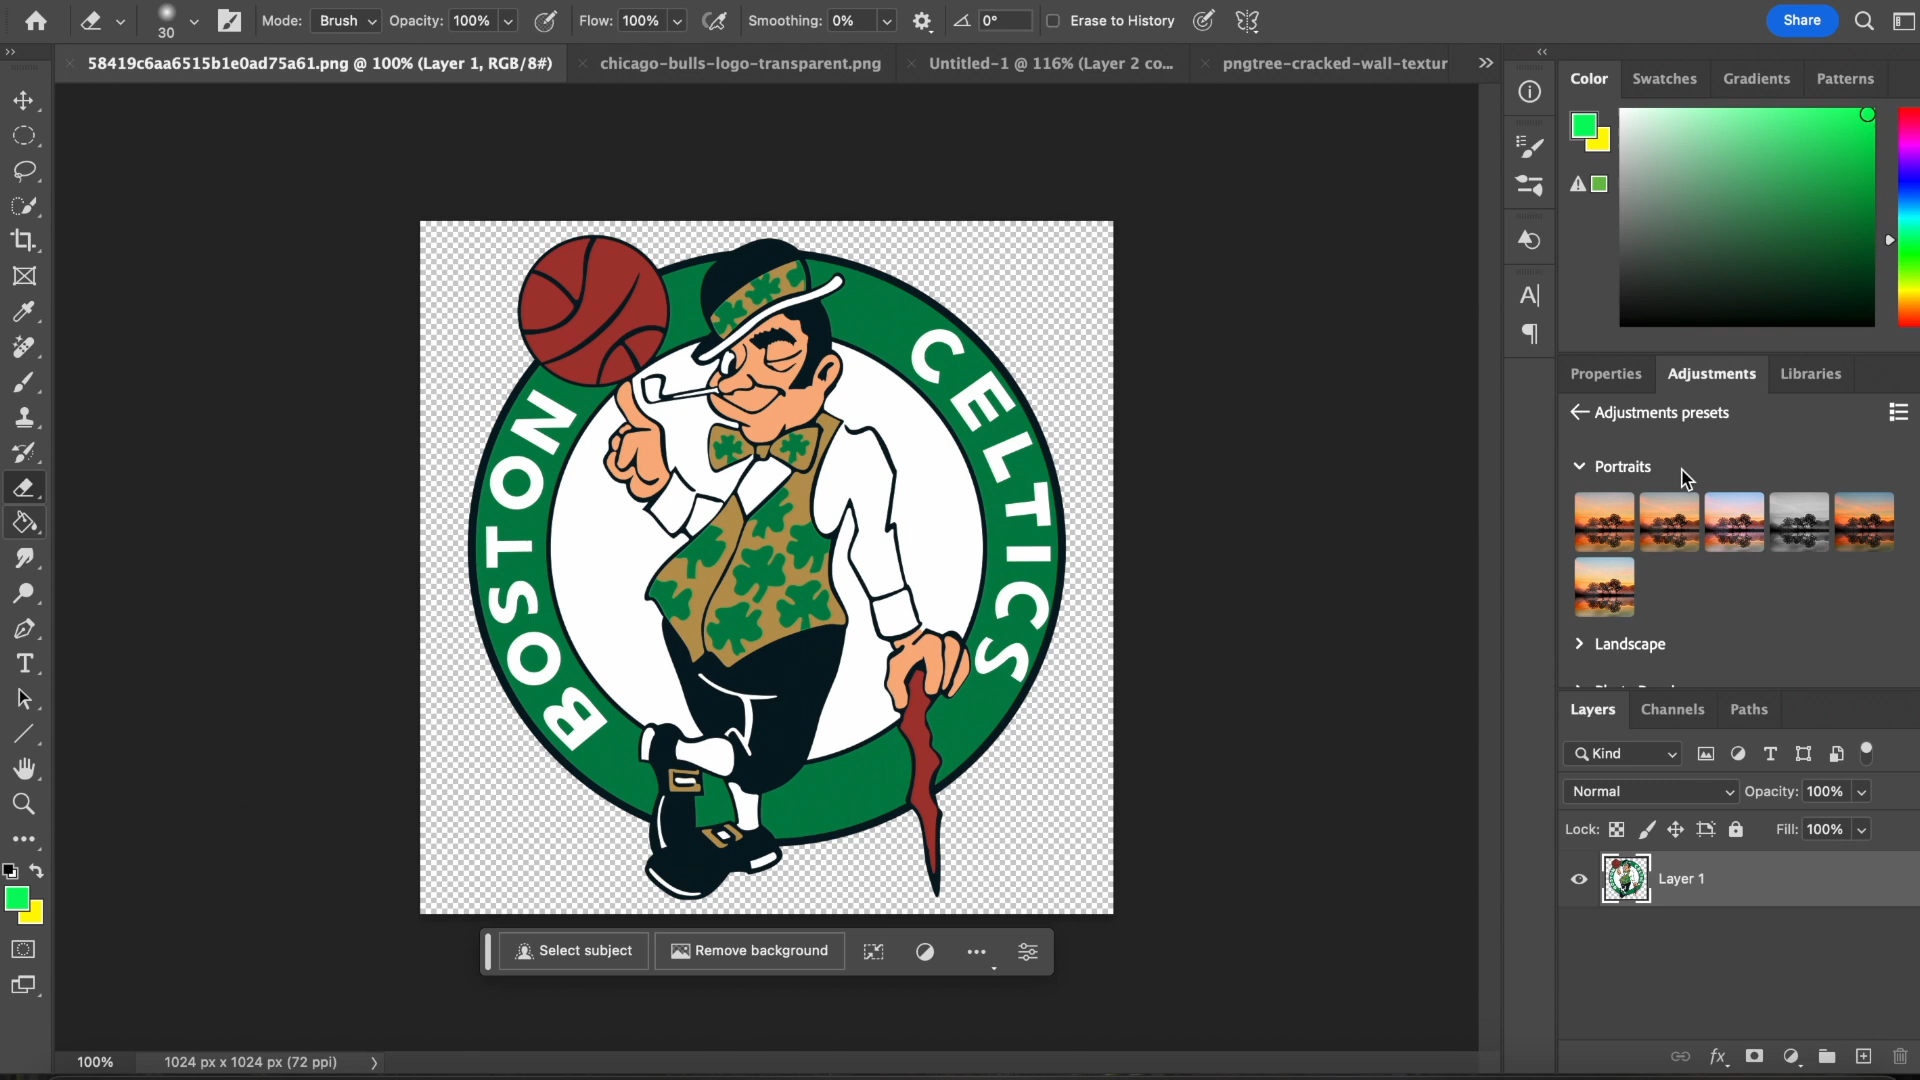 30
Mode: Brush
Opacity: 100%
Flow: 100%
Smoothing: 0%
0°
Erase to History
Share
58419c6aa6515b1e0ad75a61.png @ 100% (Layer 1, RGB/8#)
chicago-bulls-logo-transparent.png
Untitled-1 @ 116% (Layer 2 co...
pngtree-cracked-wall-textur
Color
Swatches
Gradients
Patterns
BOSTON
CELTICS
Properties
Adjustments
Libraries
Adjustments presets
Portraits
Landscape
Layers
Channels
Paths
Kind
Normal
Opacity: 100%
Lock:
Fill: 100%
Layer 1
Select subject
Remove background
100%
1024 px x 1024 px (72 ppi)